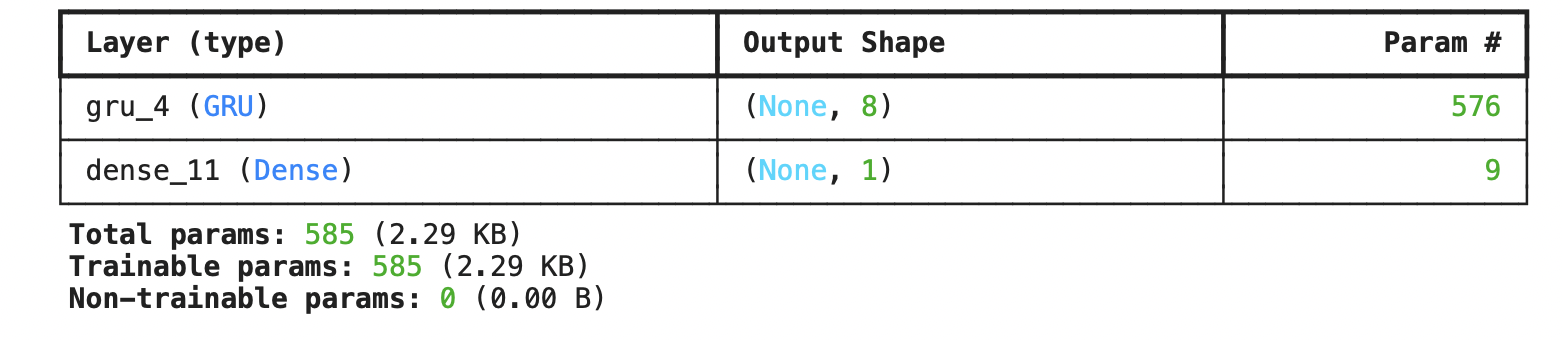 Layer (type) Output Shape Param #
gru_4 (GRU) (None, 8) 576
dense_11 (Dense) (None, 1) 9
Total params: 585 (2.29 KB)
Trainable params: 585 (2.29 KB)
Non-trainable params: 0 (0.00 B)